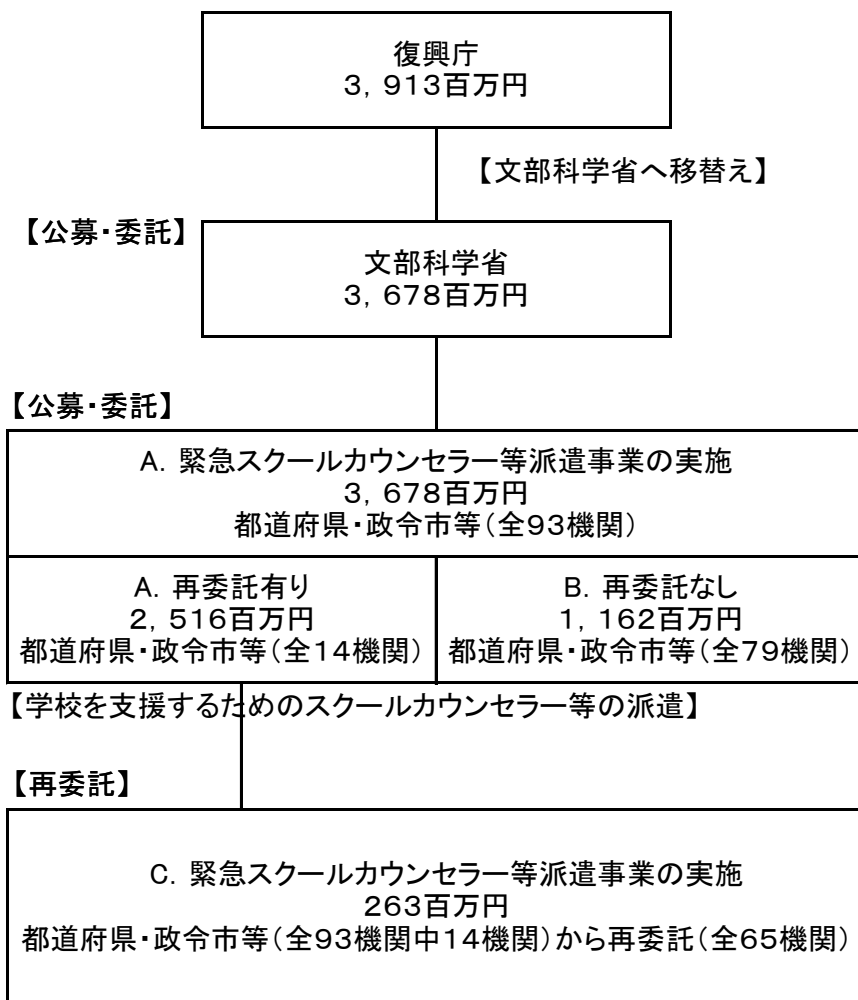 復興庁
3,913百万円
【文部科学省へ移替え】
【公募・委託】
文部科学省
3,678百万円
【公募・委託】
A. 緊急スクールカウンセラー等派遣事業の実施
3,678百万円
都道府県・政令市等(全93機関)
A. 再委託有り
2,516百万円
都道府県・政令市等(全14機関)
B. 再委託なし
1,162百万円
都道府県・政令市等(全79機関)
【学校を支援するためのスクールカウンセラー等の派遣】
【再委託】
C. 緊急スクールカウンセラー等派遣事業の実施
263百万円
都道府県・政令市等(全93機関中14機関)から再委託(全65機関)